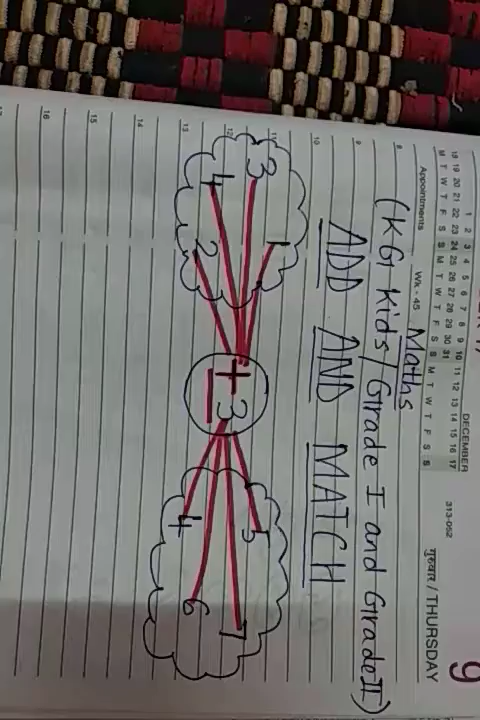 9
गुरुवार / THURSDAY
313-052
DECEMBER
M T W T F S S M T W T F S S M T W T F S S
1 2 3 4 5 6 7 8 9 10 11 12 13 14 15 16 17
18 19 20 21 22 23 24 25 26 27 28 29 30 31
Appointments Wk - 45
Maths
8
(KG Kids/Grade I and Grade II)
9
ADD AND MATCH
10
11
1
5
3
7
12
+3
4
6
13
2
4
14
15
16
17